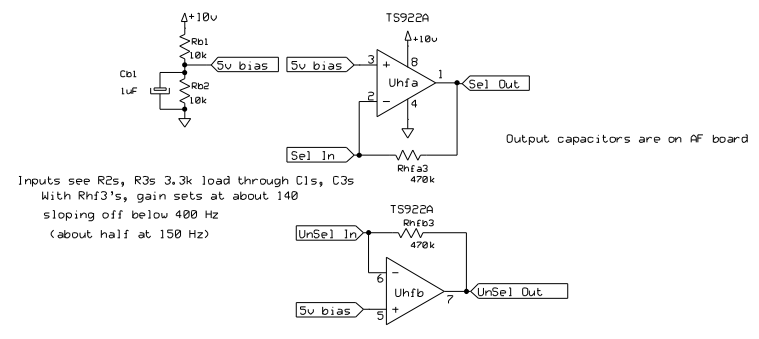 +10v
Rb1
10k
5v bias
Cb1
1uF
Rb2
10k
TS922A
+10v
5v bias
3
+
8
Uhfa
1
Sel Out
2
-
4
Sel In
Rhfa3
470k
Output capacitors are on AF board
Inputs see R2s, R3s 3.3k load through C1s, C3s
With Rhf3's, gain sets at about 140
sloping off below 400 Hz
(about half at 150 Hz)
TS922A
Rhfb3
470k
UnSel In
6
-
Uhfb
7
UnSel Out
5v bias
5
+